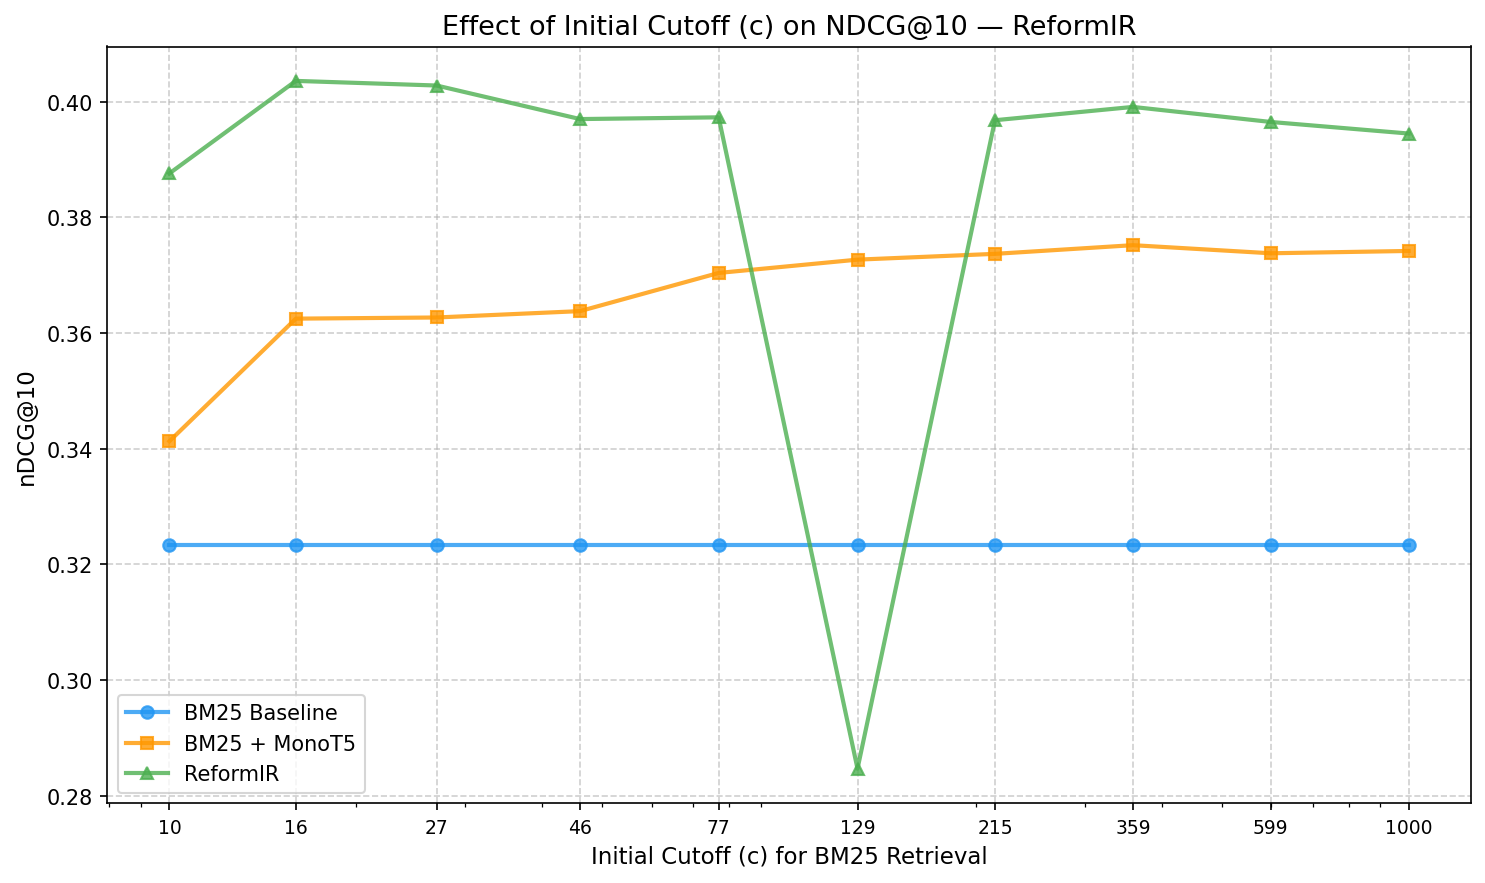 Effect of Initial Cutoff (c) on NDCG@10 — ReformIR
nDCG@10
0.40
0.38
0.36
0.34
0.32
0.30
0.28
BM25 Baseline
BM25 + MonoT5
ReformIR
10 16 27 46 77 129 215 359 599 1000
Initial Cutoff (c) for BM25 Retrieval